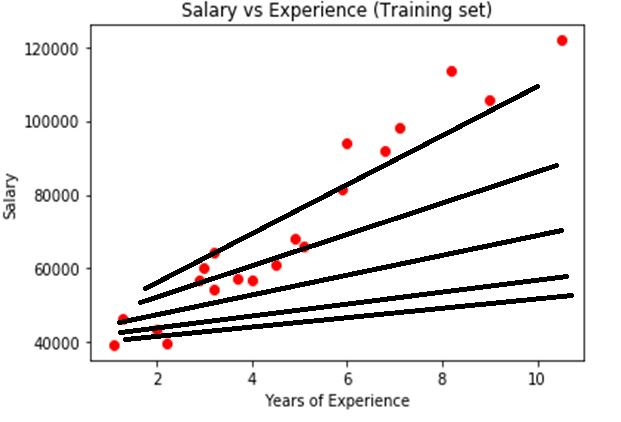 Salary vs Experience (Training set)
120000
100000
80000
60000
40000
Salary
2 4 6 8 10
Years of Experience